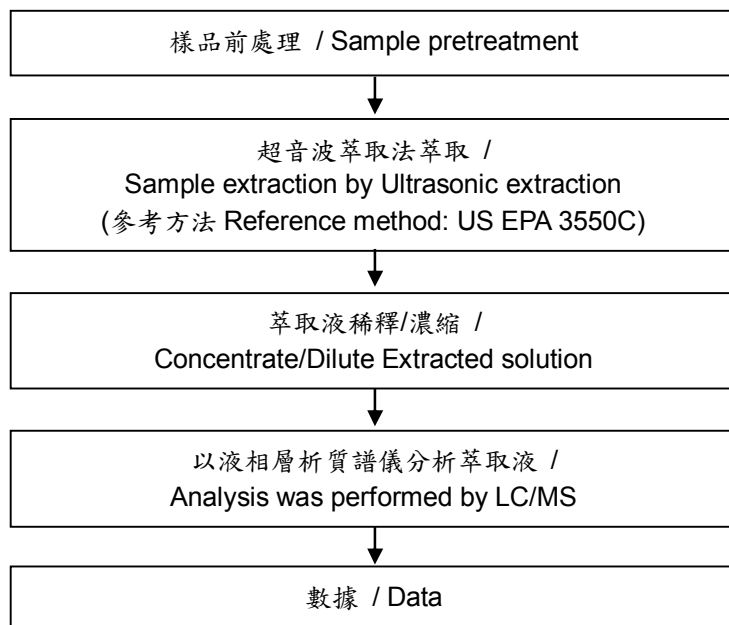 樣品前處理 / Sample pretreatment
超音波萃取法萃取 /
Sample extraction by Ultrasonic extraction
(參考方法 Reference method: US EPA 3550C)
萃取液稀釋/濃縮 /
Concentrate/Dilute Extracted solution
以液相層析質譜儀分析萃取液 /
Analysis was performed by LC/MS
數據 / Data